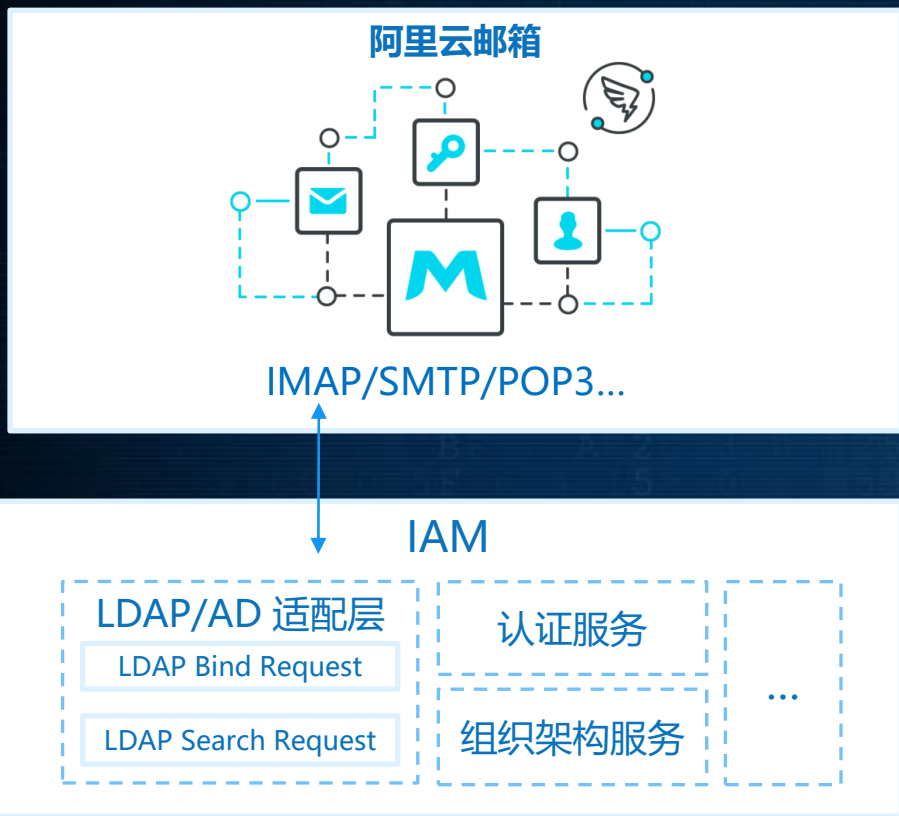 阿里云邮箱
IMAP/SMTP/POP3...
IAM
LDAP/AD 适配层
LDAP Bind Request
LDAP Search Request
认证服务
组织架构服务
...